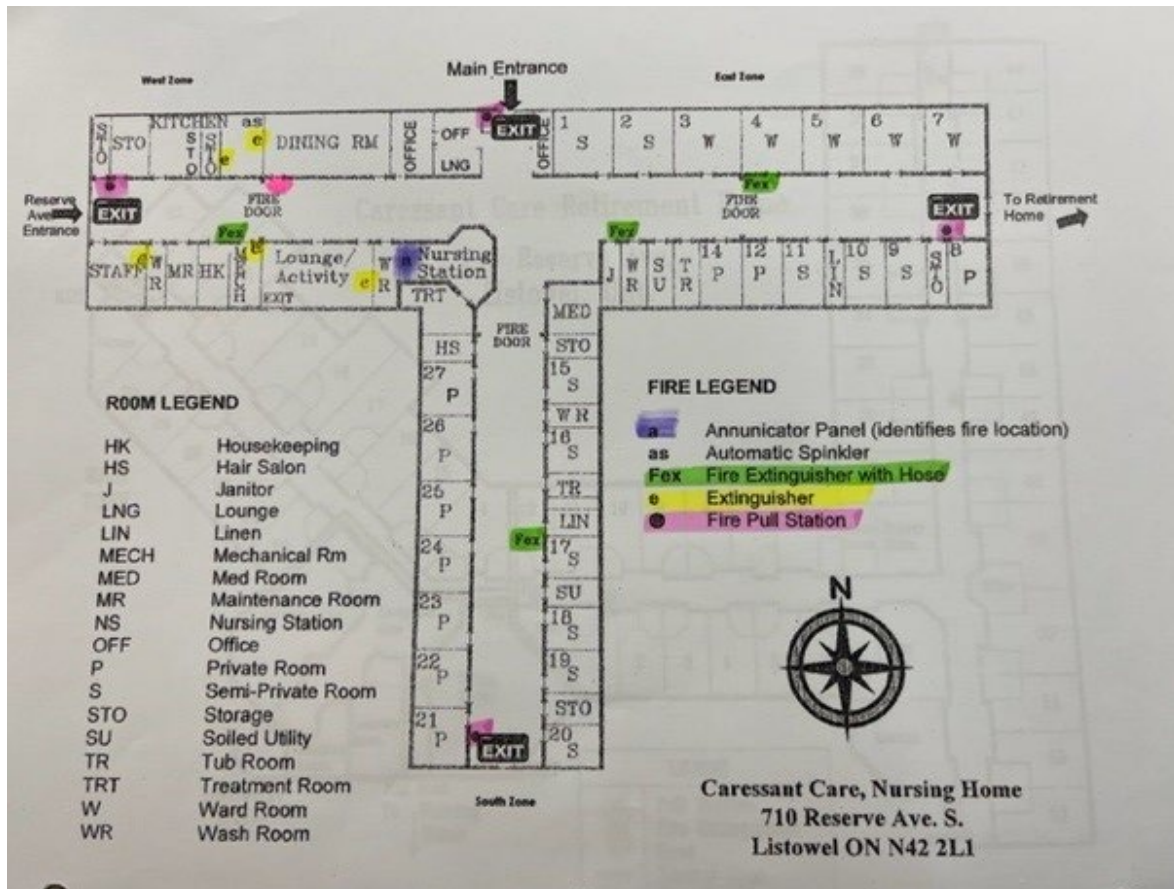 West Zone
Main Entrance
East Zone
STO
STO
KITCHEN
STO
STO
as
e
e
DINING RM
OFFICE
OFF
LNG
EXIT
OFFICE
1 S
2 S
3 W
4 W
5 W
6 W
7 W
Reserve
Ave
Entrance
EXIT
FIRE
DOOR
Fex
Fex
FIRE
DOOR
Fex
EXIT
To Retirement
Home
STAFF
e
WR
MR
HK
MECH
Lounge/
Activity
EXIT
e
WR
a
Nursing
Station
TRT
J
WR
SU
TR
14 P
12 P
11 S
LIN
10 S
9 S
8 P
MED
FIRE
DOOR
HS
STO
27 P
15 S
WR
26 P
16 S
TR
25 P
LIN
24 P
Fex
17 S
SU
23 P
18 S
22 P
19 S
STO
21 P
EXIT
20 S
South Zone
R00M LEGEND
HK Housekeeping
HS Hair Salon
J Janitor
LNG Lounge
LIN Linen
MECH Mechanical Rm
MED Med Room
MR Maintenance Room
NS Nursing Station
OFF Office
P Private Room
S Semi-Private Room
STO Storage
SU Soiled Utility
TR Tub Room
TRT Treatment Room
W Ward Room
WR Wash Room
FIRE LEGEND
a Annunicator Panel (identifies fire location)
as Automatic Spinkler
Fex Fire Extinguisher with Hose
e Extinguisher
Fire Pull Station
N
Caressant Care, Nursing Home
710 Reserve Ave. S.
Listowel ON N42 2L1